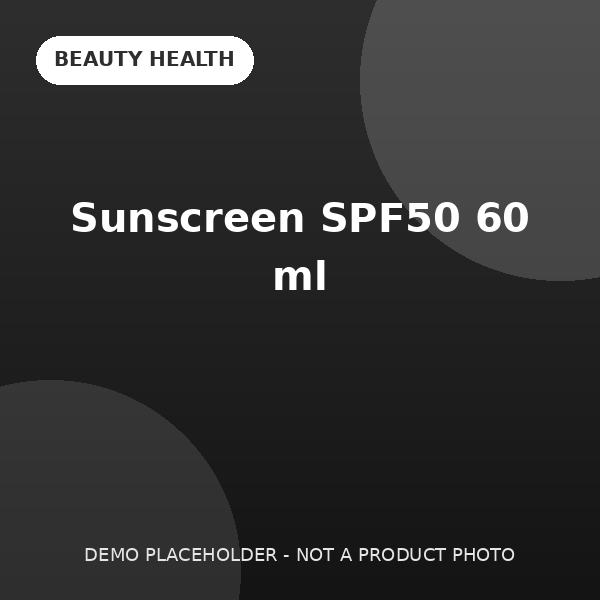 BEAUTY HEALTH
Sunscreen SPF50 60
ml
DEMO PLACEHOLDER - NOT A PRODUCT PHOTO